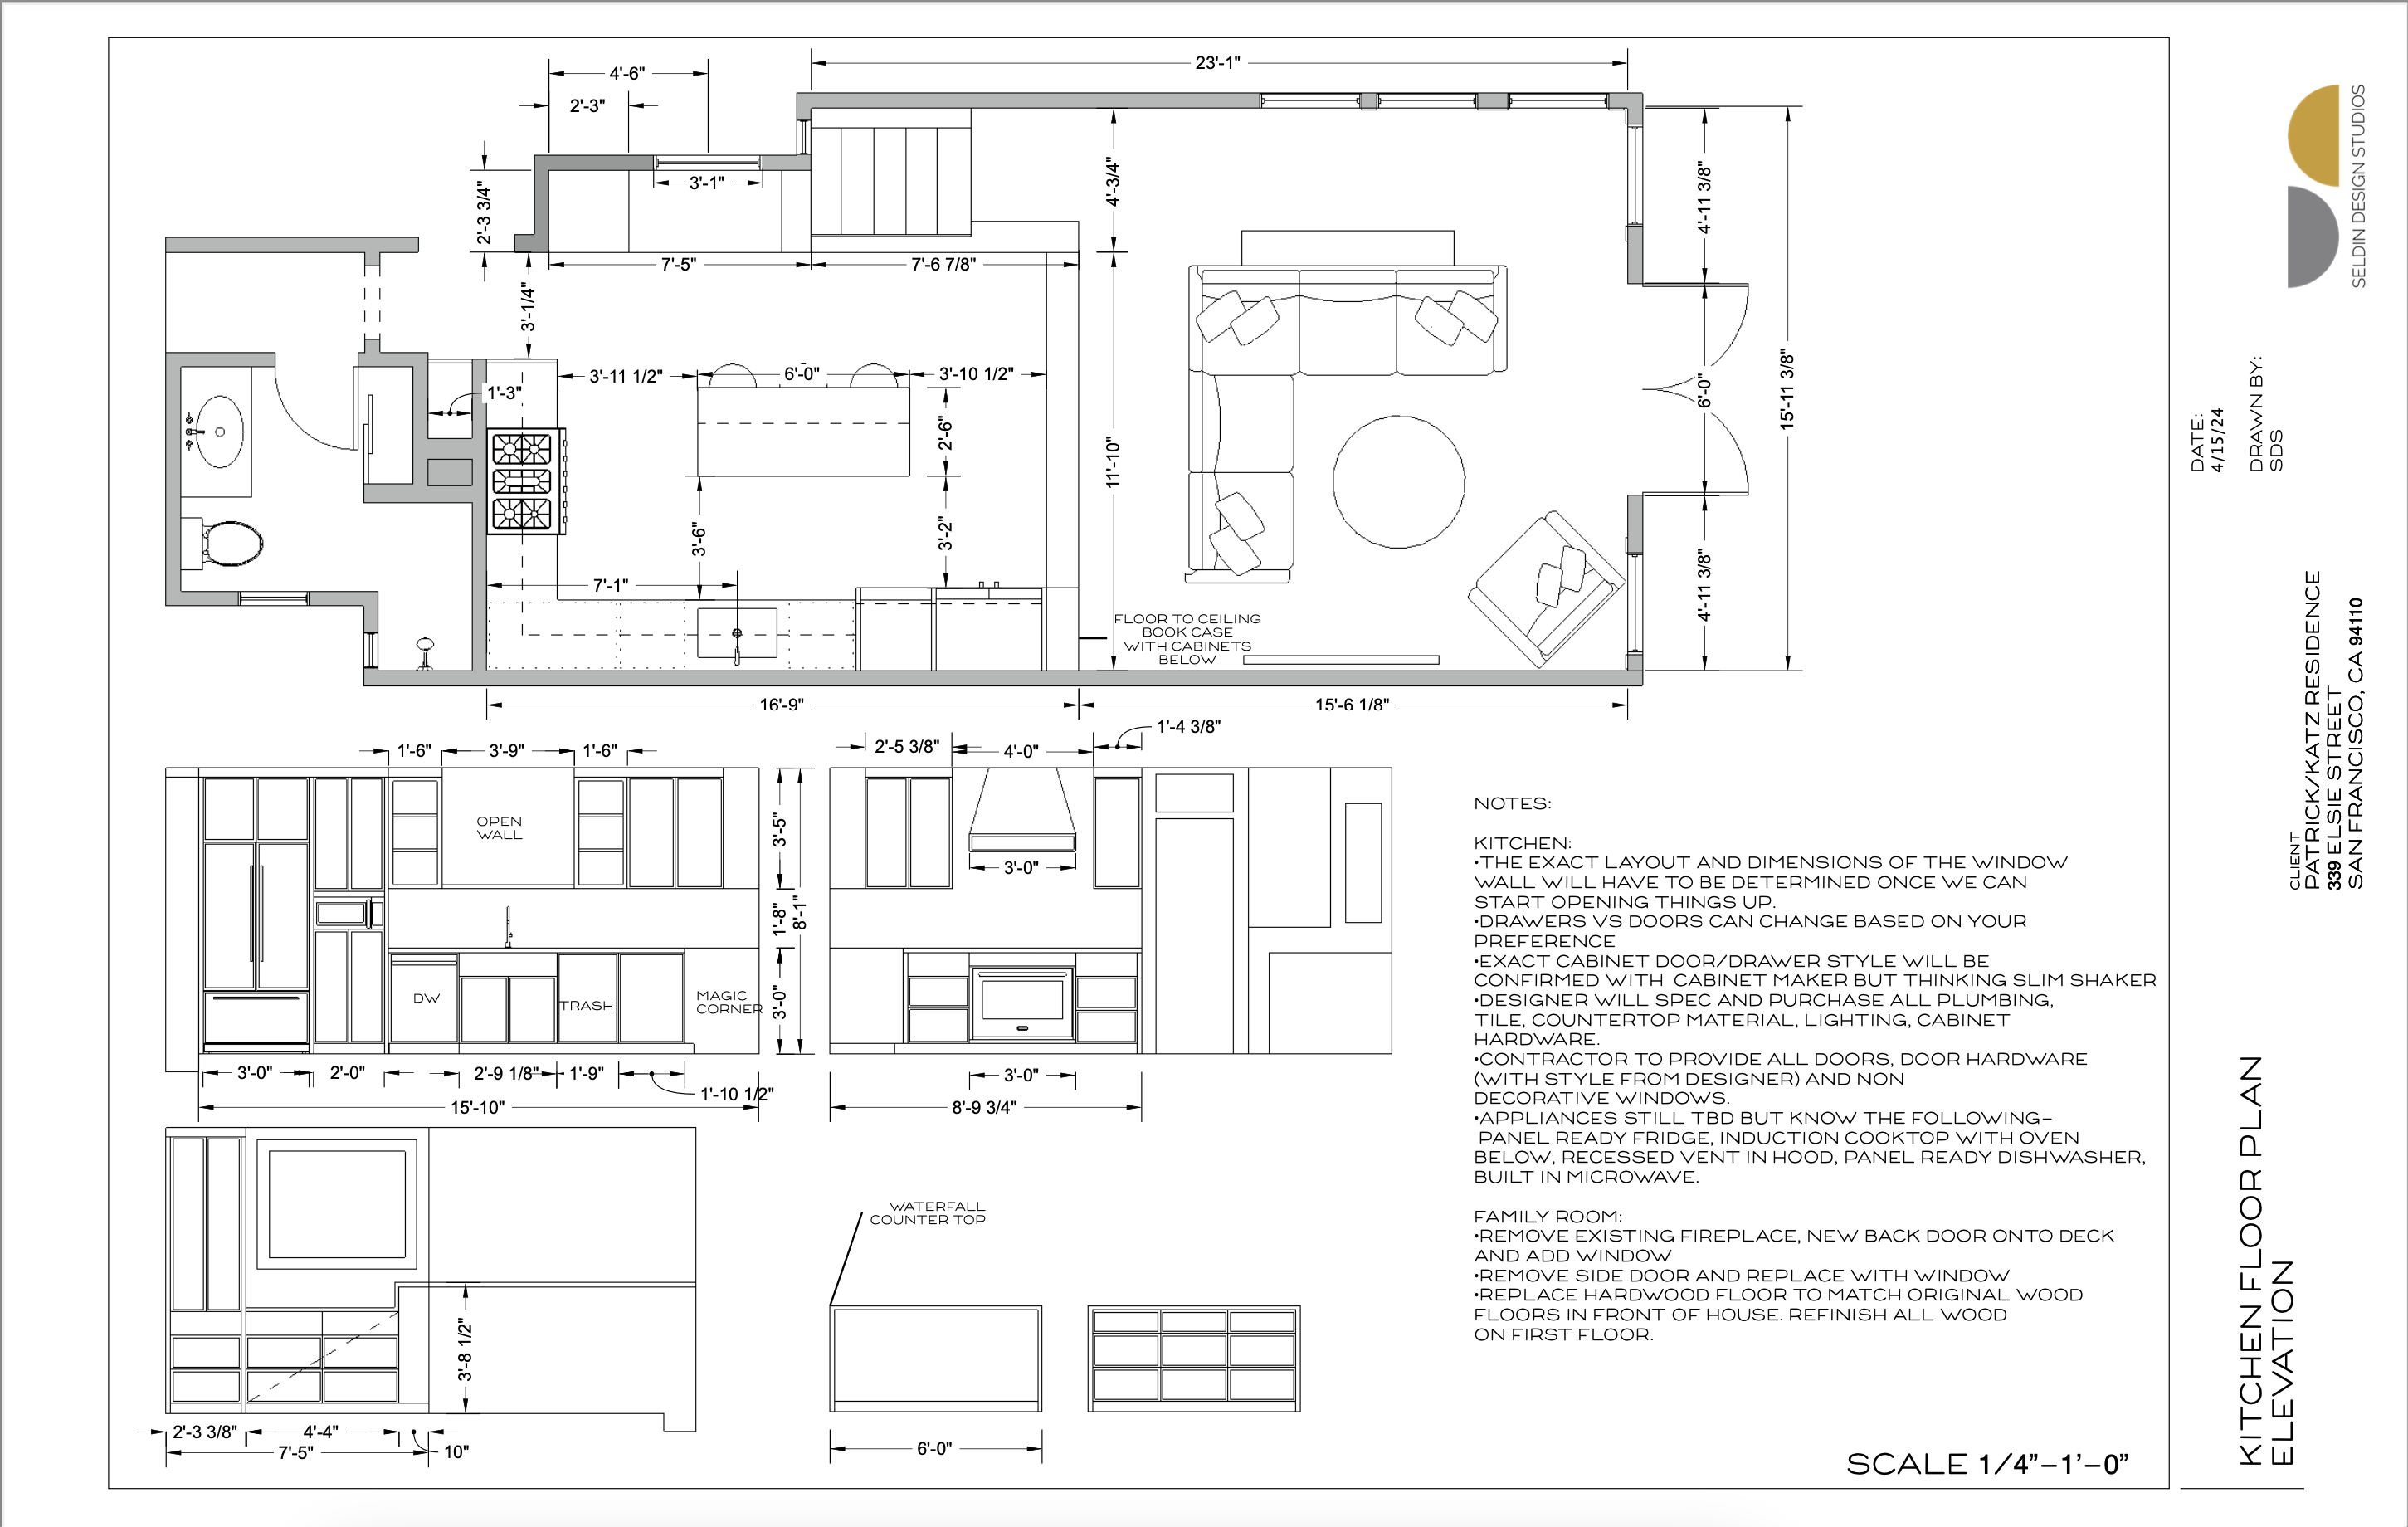 23'-1"
4'-6"
2'-3"
3'-1"
2'-3 3/4"
4'-3/4"
4'-11 3/8"
7'-5"
7'-6 7/8"
3'-1/4"
1'-3"
3'-11 1/2"
6'-0"
3'-10 1/2"
2'-6"
11'-10"
6'-0"
15'-11 3/8"
3'-6"
3'-2"
7'-1"
4'-11 3/8"
FLOOR TO CEILING
BOOK CASE
WITH CABINETS
BELOW
16'-9"
15'-6 1/8"
1'-6"
3'-9"
1'-6"
OPEN
WALL
3'-5"
1'-8"
8'-1"
3'-0"
DW
TRASH
MAGIC
CORNER
3'-0"
2'-0"
2'-9 1/8"
1'-9"
1'-10 1/2"
15'-10"
2'-5 3/8"
4'-0"
1'-4 3/8"
3'-0"
3'-0"
8'-9 3/4"
3'-8 1/2"
2'-3 3/8"
4'-4"
10"
7'-5"
WATERFALL
COUNTER TOP
6'-0"
NOTES:
KITCHEN:
•THE EXACT LAYOUT AND DIMENSIONS OF THE WINDOW
WALL WILL HAVE TO BE DETERMINED ONCE WE CAN
START OPENING THINGS UP.
•DRAWERS VS DOORS CAN CHANGE BASED ON YOUR
PREFERENCE
•EXACT CABINET DOOR/DRAWER STYLE WILL BE
CONFIRMED WITH CABINET MAKER BUT THINKING SLIM SHAKER
•DESIGNER WILL SPEC AND PURCHASE ALL PLUMBING,
TILE, COUNTERTOP MATERIAL, LIGHTING, CABINET
HARDWARE.
•CONTRACTOR TO PROVIDE ALL DOORS, DOOR HARDWARE
(WITH STYLE FROM DESIGNER) AND NON
DECORATIVE WINDOWS.
•APPLIANCES STILL TBD BUT KNOW THE FOLLOWING-
PANEL READY FRIDGE, INDUCTION COOKTOP WITH OVEN
BELOW, RECESSED VENT IN HOOD, PANEL READY DISHWASHER,
BUILT IN MICROWAVE.
FAMILY ROOM:
•REMOVE EXISTING FIREPLACE, NEW BACK DOOR ONTO DECK
AND ADD WINDOW
•REMOVE SIDE DOOR AND REPLACE WITH WINDOW
•REPLACE HARDWOOD FLOOR TO MATCH ORIGINAL WOOD
FLOORS IN FRONT OF HOUSE. REFINISH ALL WOOD
ON FIRST FLOOR.
SCALE 1/4"-1'-0"
SELDIN DESIGN STUDIOS
DATE:
4/15/24
DRAWN BY:
SDS
CLIENT
PATRICK/KATZ RESIDENCE
339 ELSIE STREET
SAN FRANCISCO, CA 94110
KITCHEN FLOOR PLAN
ELEVATION